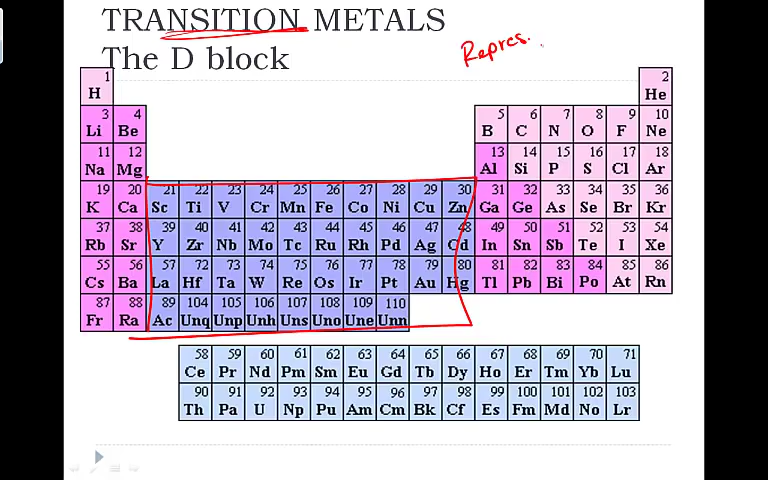 TRANSITION METALS
The D block
Repres.
1 2
H He
3 4 5 6 7 8 9 10
Li Be B C N O F Ne
11 12 13 14 15 16 17 18
Na Mg Al Si P S Cl Ar
19 20 21 22 23 24 25 26 27 28 29 30 31 32 33 34 35 36
K Ca Sc Ti V Cr Mn Fe Co Ni Cu Zn Ga Ge As Se Br Kr
37 38 39 40 41 42 43 44 45 46 47 48 49 50 51 52 53 54
Rb Sr Y Zr Nb Mo Tc Ru Rh Pd Ag Cd In Sn Sb Te I Xe
55 56 57 72 73 74 75 76 77 78 79 80 81 82 83 84 85 86
Cs Ba La Hf Ta W Re Os Ir Pt Au Hg Tl Pb Bi Po At Rn
87 88 89 104 105 106 107 108 109 110
Fr Ra Ac Unq Unp Unh Uns Uno Une Unn
58 59 60 61 62 63 64 65 66 67 68 69 70 71
Ce Pr Nd Pm Sm Eu Gd Tb Dy Ho Er Tm Yb Lu
90 91 92 93 94 95 96 97 98 99 100 101 102 103
Th Pa U Np Pu Am Cm Bk Cf Es Fm Md No Lr